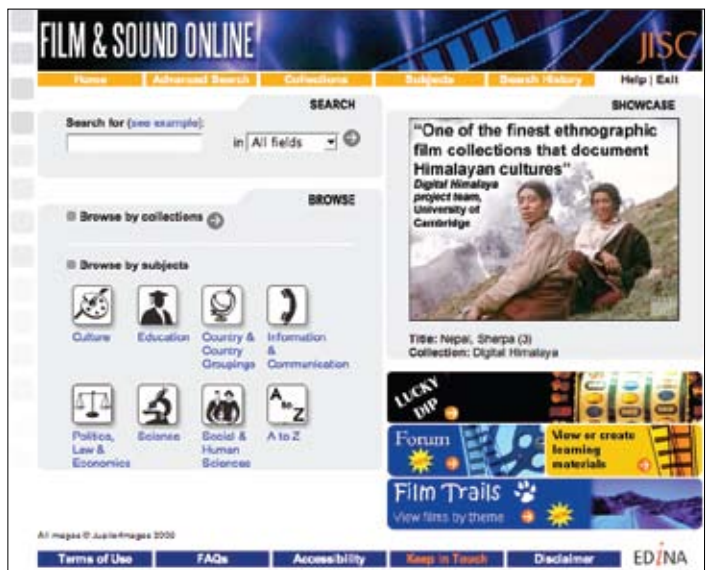 FILM & SOUND ONLINE
JISC
Home Advanced Search Collections Subjects Search History Help | Exit
SEARCH
Search for (see example):
in All fields
BROWSE
Browse by collections
Browse by subjects
Culture
Education
Country &
Country
Groupings
Information
&
Communication
Politics,
Law &
Economics
Science
Social &
Human
Sciences
A to Z
A to Z
SHOWCASE
"One of the finest ethnographic
film collections that document
Himalayan cultures"
Digital Himalaya
project team,
University of
Cambridge
Title: Nepal, Sherpa (3)
Collection: Digital Himalaya
LUCKY
DIP
Forum
View or create
learning
materials
Film Trails
View films by theme
All images © JupiterImages
Terms of Use FAQs Accessibility Keep in Touch Disclaimer EDINA